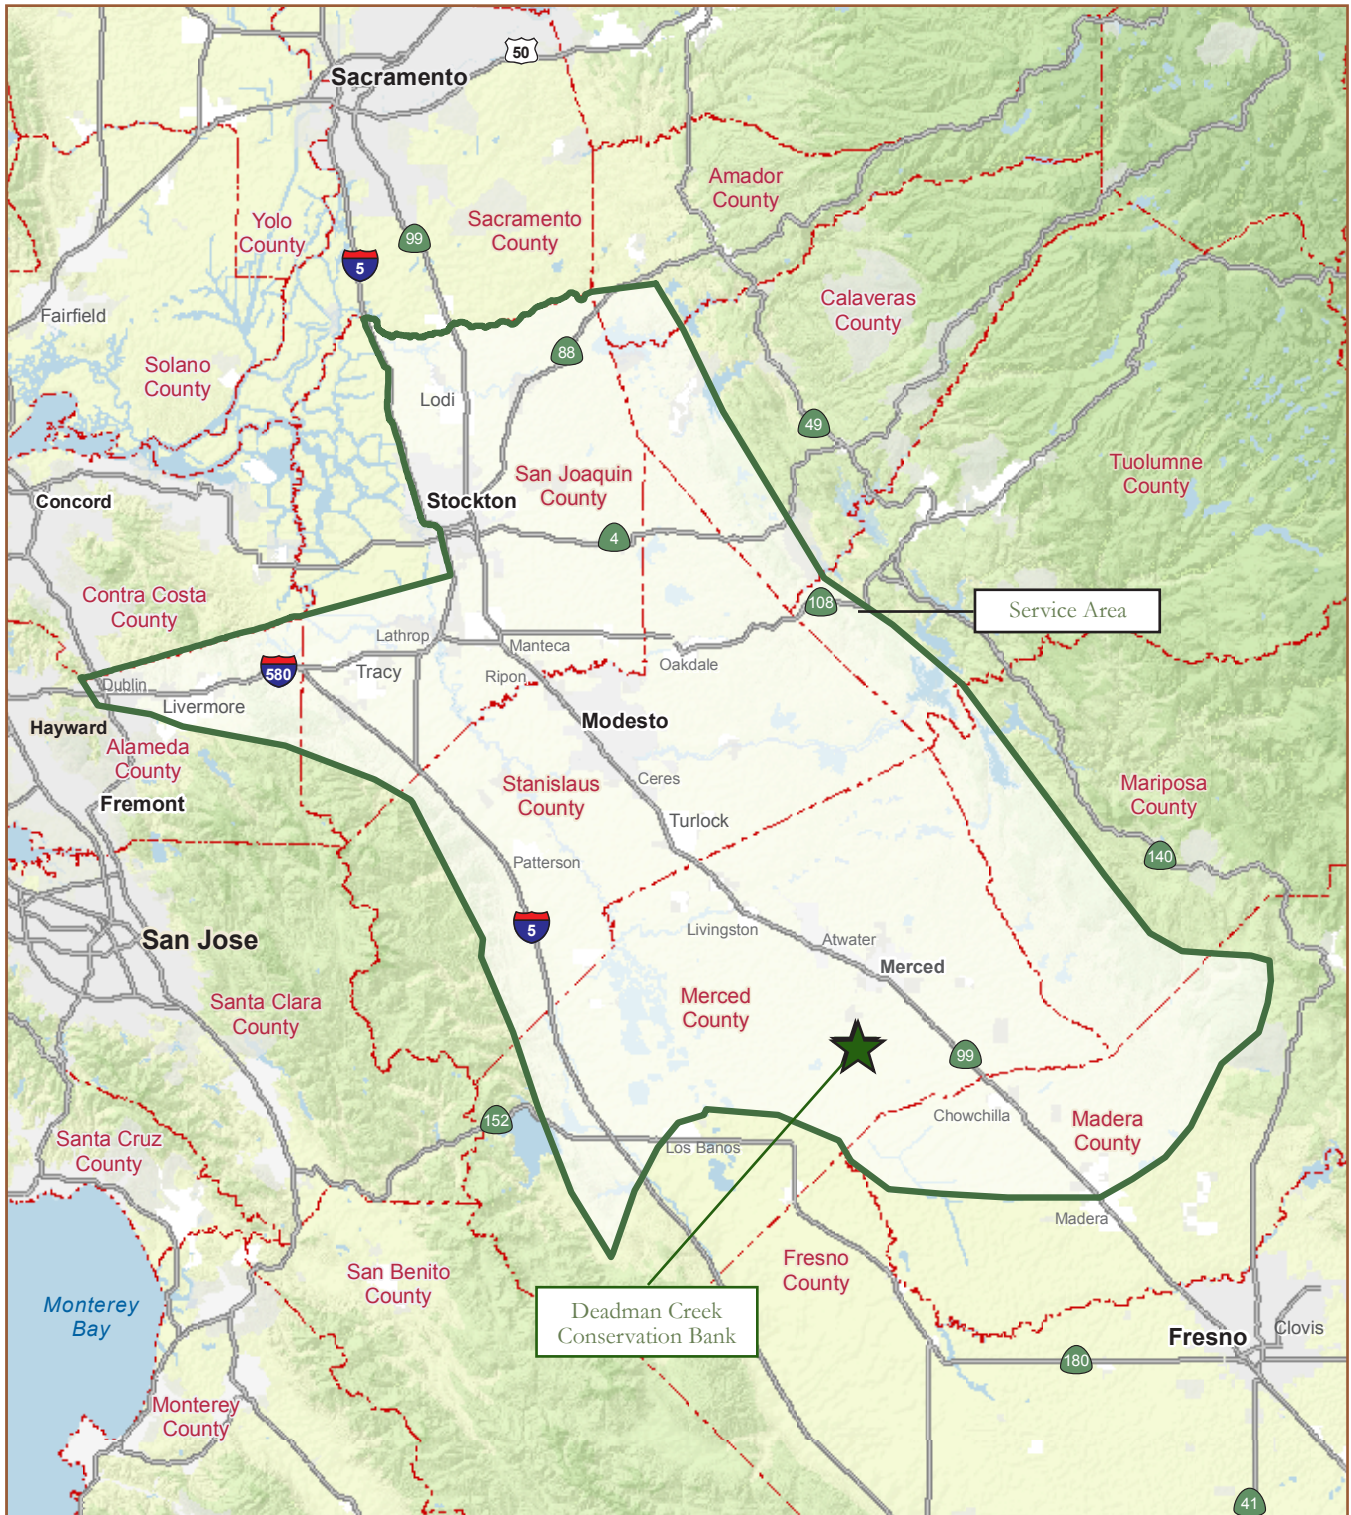 50
Sacramento
Amador
County
Yolo
County
Sacramento
County
99
5
Calaveras
County
Fairfield
88
Solano
County
Lodi
49
Tuolumne
County
San Joaquin
County
Concord
Stockton
4
Contra Costa
County
108
Service Area
Lathrop
Manteca
Oakdale
580
Tracy
Ripon
Dublin
Livermore
Hayward
Modesto
Alameda
County
Stanislaus
County
Ceres
Mariposa
County
Fremont
Turlock
140
Patterson
5
Livingston
Atwater
San Jose
Merced
Santa Clara
County
Merced
County
99
152
Chowchilla
Madera
County
Santa Cruz
County
Los Banos
Madera
San Benito
County
Fresno
County
Monterey
Bay
Deadman Creek
Conservation Bank
Fresno
Clovis
180
Monterey
County
41